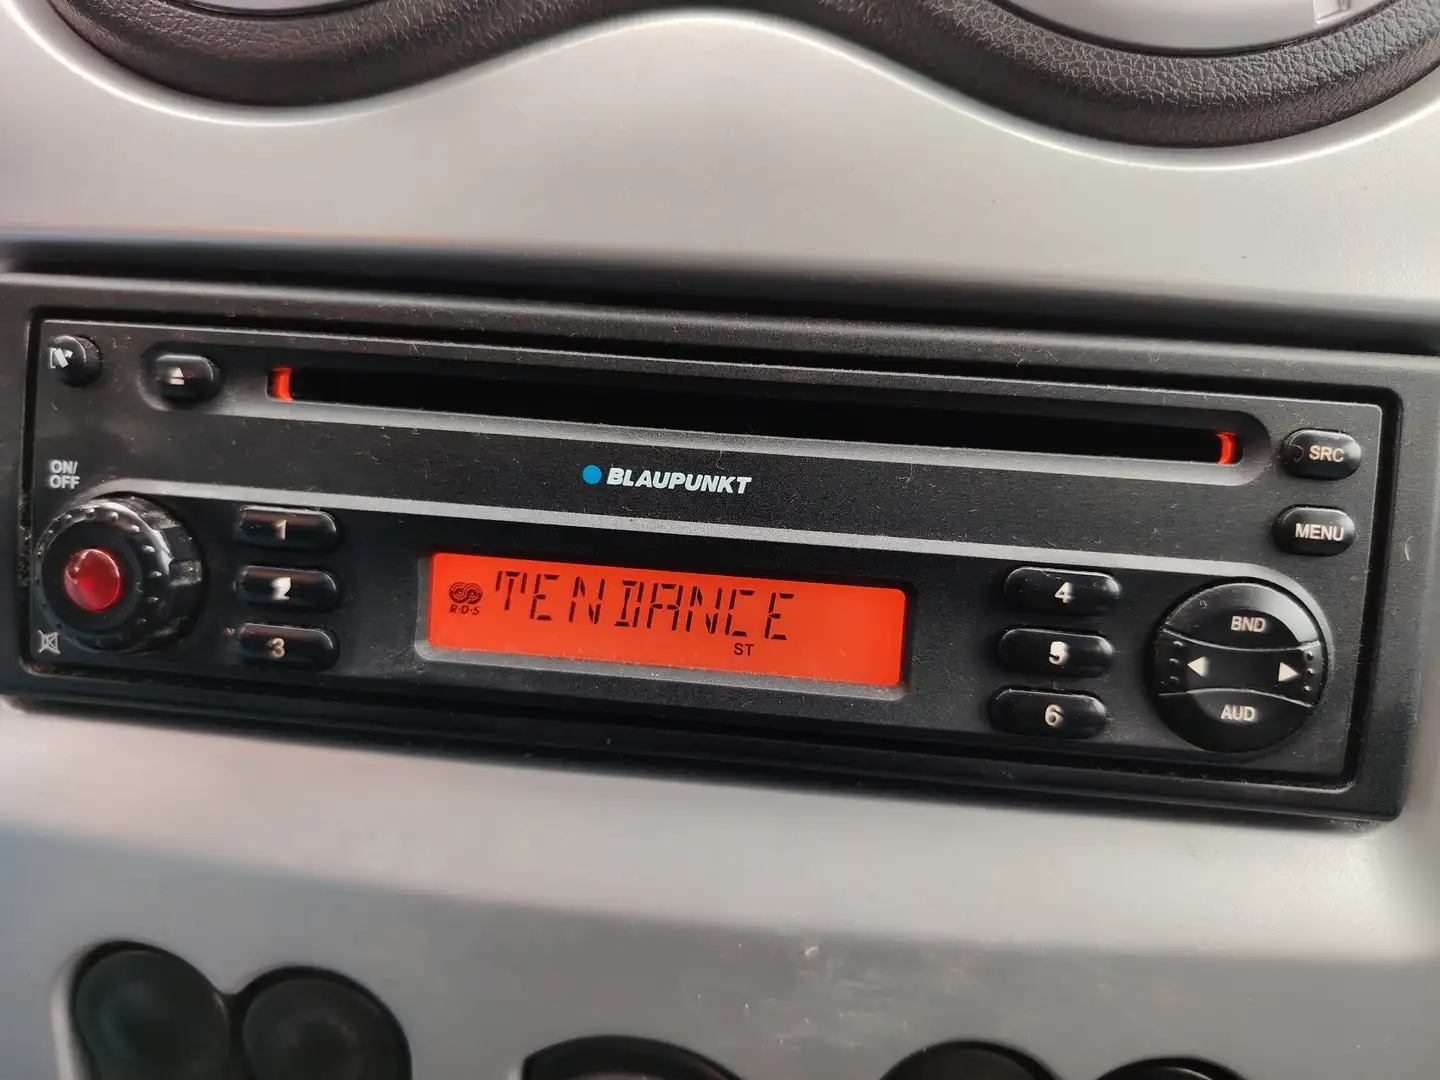 ON/
OFF
BLAUPUNKT
SRC
MENU
1
2
3
R·D·S
TENDANCE
ST
4
5
6
BND
AUD